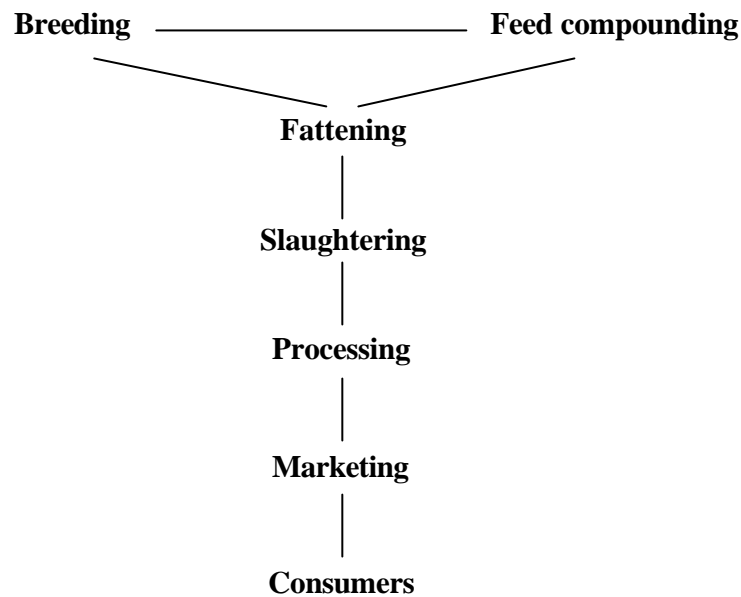 Breeding Feed compounding
Fattening
Slaughtering
Processing
Marketing
Consumers